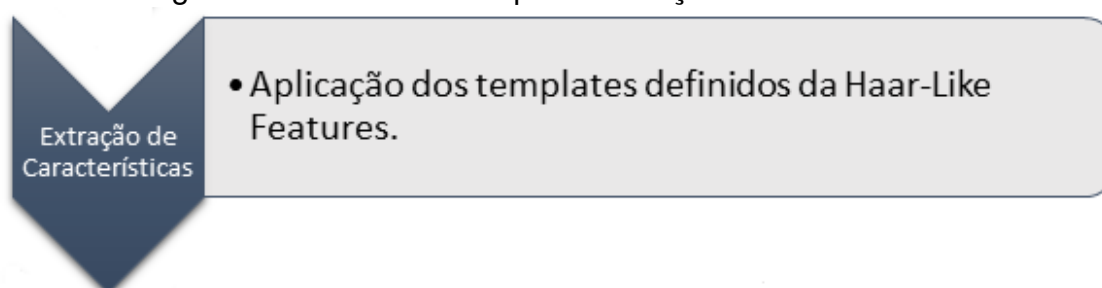 Extração de
Características
• Aplicação dos templates definidos da Haar-Like
Features.